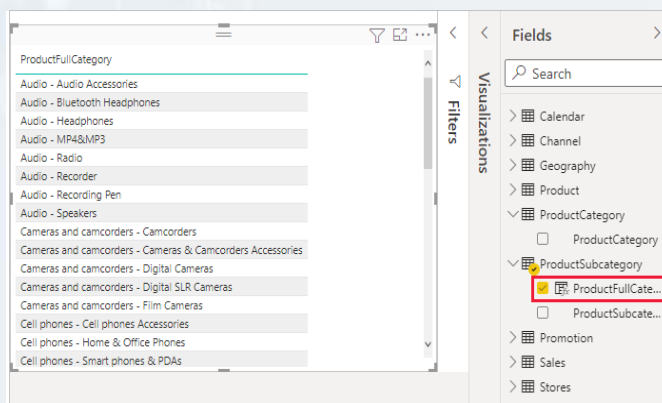 ProductFullCategory
Audio - Audio Accessories
Audio - Bluetooth Headphones
Audio - Headphones
Audio - MP4&MP3
Audio - Radio
Audio - Recorder
Audio - Recording Pen
Audio - Speakers
Cameras and camcorders - Camcorders
Cameras and camcorders - Cameras & Camcorders Accessories
Cameras and camcorders - Digital Cameras
Cameras and camcorders - Digital SLR Cameras
Cameras and camcorders - Film Cameras
Cell phones - Cell phones Accessories
Cell phones - Home & Office Phones
Cell phones - Smart phones & PDAs
Filters
Visualizations
Fields
Search
Calendar
Channel
Geography
Product
ProductCategory
ProductCategory
ProductSubcategory
ProductFullCate...
ProductSubcate...
Promotion
Sales
Stores